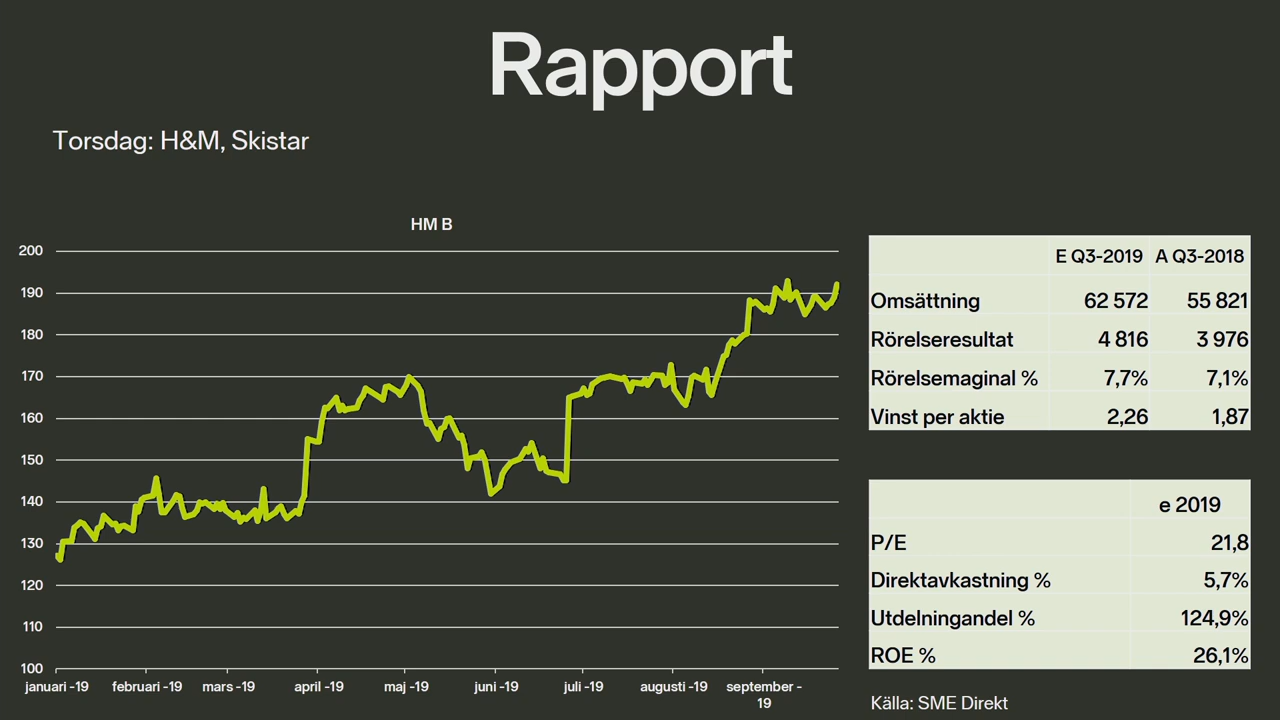 Rapport
Torsdag: H&M, Skistar
HM B
200
190
180
170
160
150
140
130
120
110
100
januari -19 februari -19 mars -19 april -19 maj -19 juni -19 juli -19 augusti -19 september -
19
E Q3-2019 A Q3-2018
Omsättning 62 572 55 821
Rörelseresultat 4 816 3 976
Rörelsemaginal % 7,7% 7,1%
Vinst per aktie 2,26 1,87
e 2019
P/E 21,8
Direktavkastning % 5,7%
Utdelningandel % 124,9%
ROE % 26,1%
Källa: SME Direkt